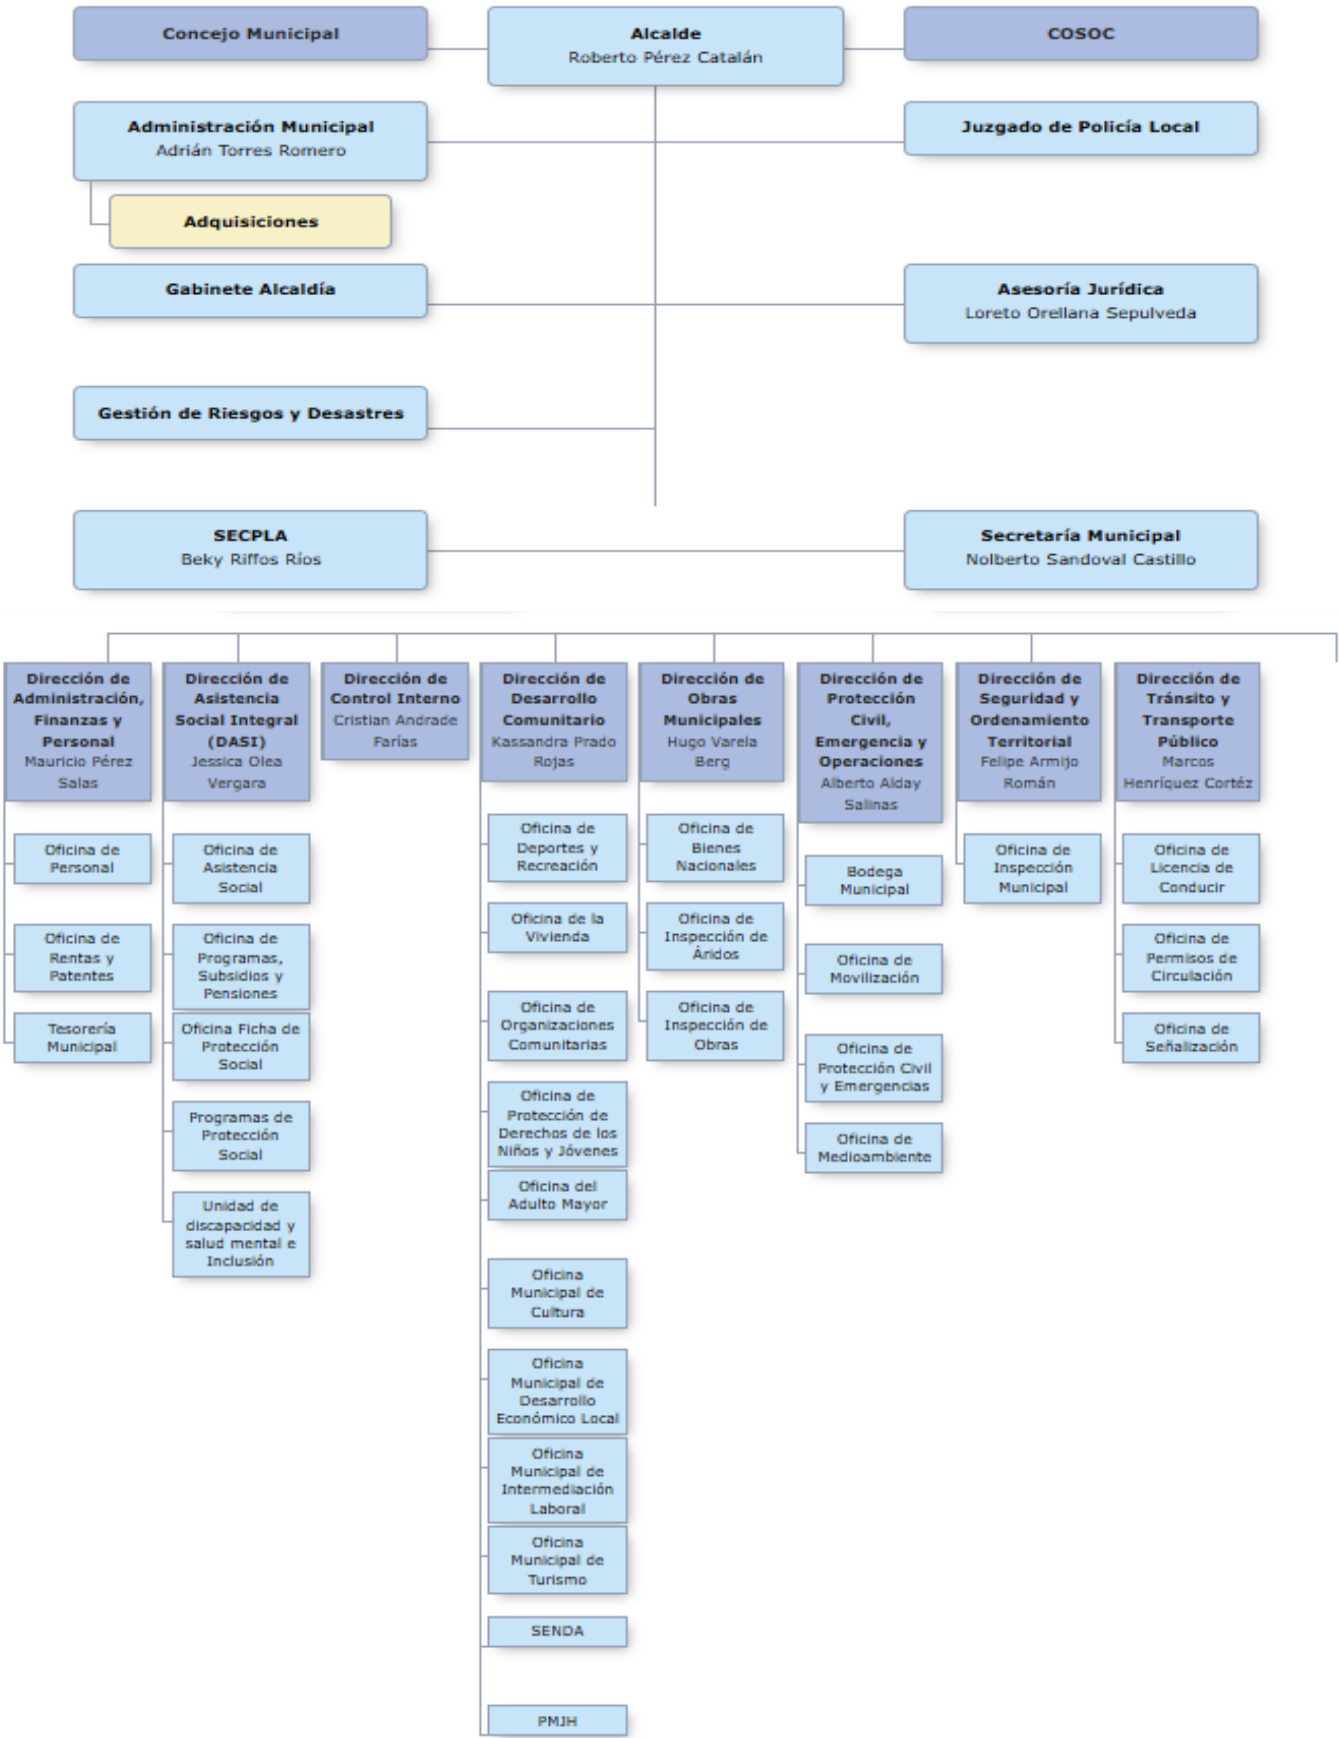 Concejo Municipal
Alcalde
Roberto Pérez Catalán
COSOC
Administración Municipal
Adrián Torres Romero
Juzgado de Policía Local
Adquisiciones
Gabinete Alcaldía
Asesoría Jurídica
Loreto Orellana Sepulveda
Gestión de Riesgos y Desastres
SECPLA
Beky Riffos Ríos
Secretaría Municipal
Nolberto Sandoval Castillo
Dirección de
Administración,
Finanzas y
Personal
Mauricio Pérez
Salas
Oficina de
Personal
Oficina de
Rentas y
Patentes
Tesorería
Municipal
Dirección de
Asistencia
Social Integral
(DASI)
Jessica Olea
Vergara
Oficina de
Asistencia
Social
Oficina de
Programas,
Subsidios y
Pensiones
Oficina Ficha de
Protección
Social
Programas de
Protección
Social
Unidad de
discapacidad y
salud mental e
Inclusión
Dirección de
Control Interno
Cristian Andrade
Farías
Dirección de
Desarrollo
Comunitario
Kassandra Prado
Rojas
Oficina de
Deportes y
Recreación
Oficina de la
Vivienda
Oficina de
Organizaciones
Comunitarias
Oficina de
Protección de
Derechos de los
Niños y Jóvenes
Oficina del
Adulto Mayor
Oficina
Municipal de
Cultura
Oficina
Municipal de
Desarrollo
Económico Local
Oficina
Municipal de
Intermediación
Laboral
Oficina
Municipal de
Turismo
SENDA
PMJH
Dirección de
Obras
Municipales
Hugo Varela
Berg
Oficina de
Bienes
Nacionales
Oficina de
Inspección de
Áridos
Oficina de
Inspección de
Obras
Dirección de
Protección
Civil,
Emergencia y
Operaciones
Alberto Alday
Salinas
Bodega
Municipal
Oficina de
Movilización
Oficina de
Protección Civil
y Emergencias
Oficina de
Medioambiente
Dirección de
Seguridad y
Ordenamiento
Territorial
Felipe Armijo
Román
Oficina de
Inspección
Municipal
Dirección de
Tránsito y
Transporte
Público
Marcos
Henríquez Cortéz
Oficina de
Licencia de
Conducir
Oficina de
Permisos de
Circulación
Oficina de
Señalización